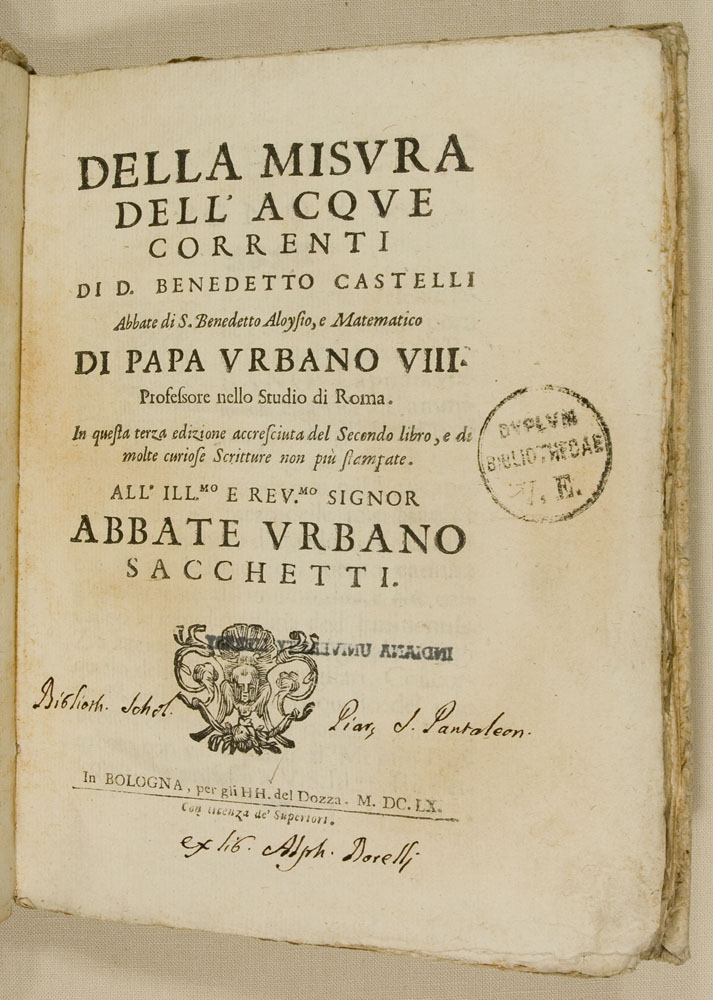 DELLA MISVRA
DELL' ACQVE
CORRENTI
DI D. BENEDETTO CASTELLI
Abbate di S. Benedetto Aloyſio, e Matematico
DI PAPA VRBANO VIII.
Profeſsore nello Studio di Roma.
In queſta terza edizione accreſciuta del Secondo libro, e di
molte curioſe Scritture non più ſtampate.
DVPLVM
BIBLIOTHECAE
V. E.
ALL' ILL.ᴹᴼ E REV.ᴹᴼ SIGNOR
ABBATE VRBANO
SACCHETTI.
INDIANA UNIVERSITY LIBRARY
Biblioth. Schol. Piar, S. Pantaleon.
In BOLOGNA, per gli HH. del Dozza. M. DC. LX.
Con licenza de' Superiori.
ex lib. Alph. Borelli